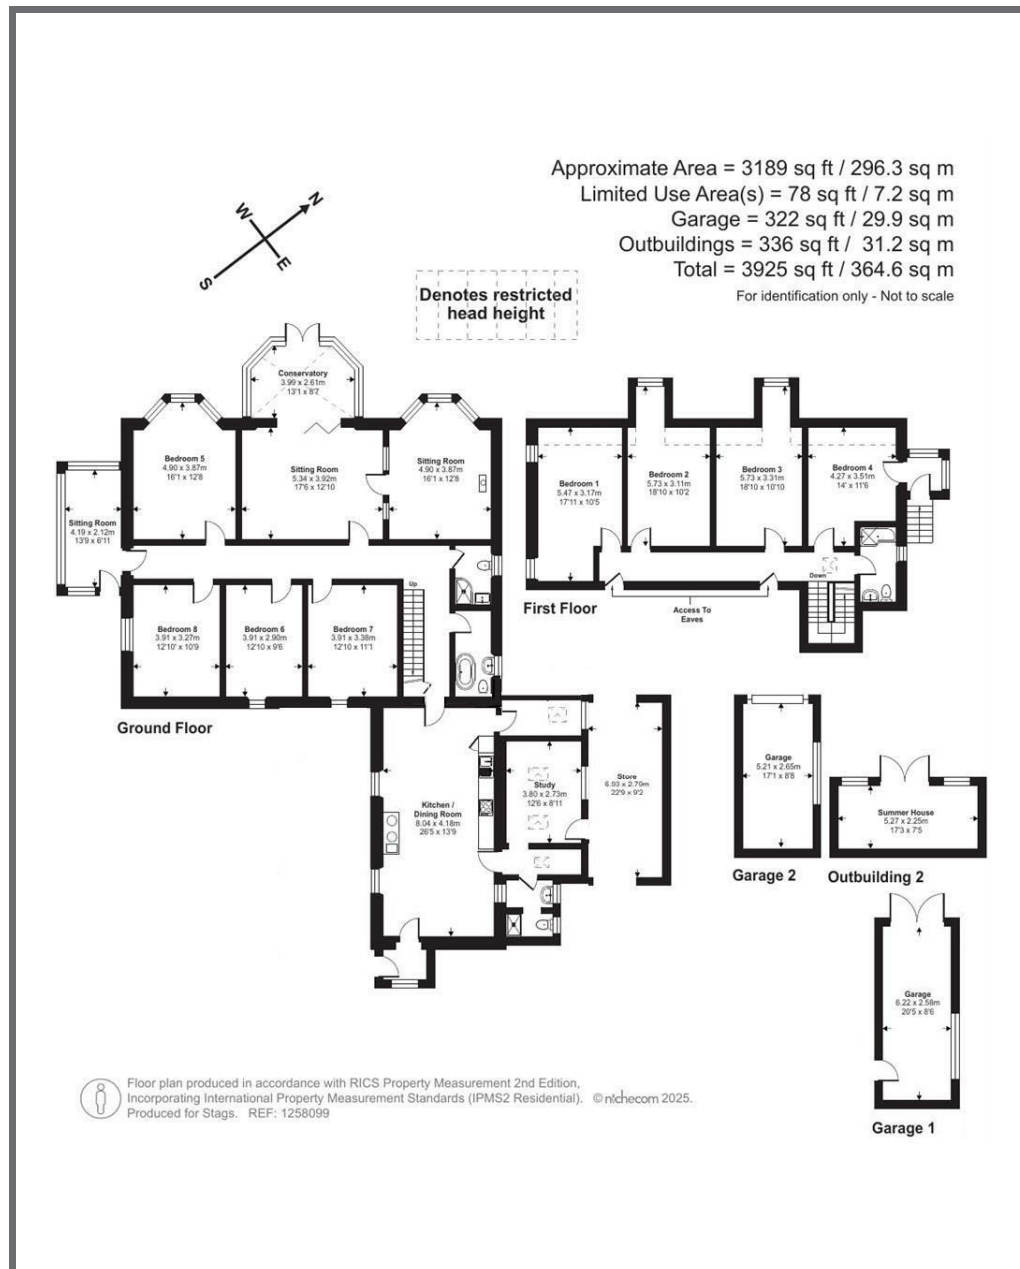 Approximate Area = 3189 sq ft / 296.3 sq m
Limited Use Area(s) = 78 sq ft / 7.2 sq m
Garage = 322 sq ft / 29.9 sq m
Outbuildings = 336 sq ft / 31.2 sq m
Total = 3925 sq ft / 364.6 sq m
For identification only - Not to scale
N
W
E
S
Denotes restricted
head height
Conservatory
3.99 x 2.61m
13'1 x 8'7
Bedroom 5
4.90 x 3.87m
16'1 x 12'8
Sitting Room
5.34 x 3.92m
17'6 x 12'10
Sitting Room
4.90 x 3.87m
16'1 x 12'8
Sitting Room
4.19 x 2.12m
13'9 x 6'11
Up
Bedroom 8
3.91 x 3.27m
12'10' x 10'9
Bedroom 6
3.91 x 2.90m
12'10 x 9'6
Bedroom 7
3.91 x 3.38m
12'10 x 11'1
Ground Floor
Kitchen /
Dining Room
8.04 x 4.18m
26'5 x 13'9
Study
3.80 x 2.73m
12'6 x 8'11
Store
6.93 x 2.79m
22'9 x 9'2
Bedroom 1
5.47 x 3.17m
17'11 x 10'5
Bedroom 2
5.73 x 3.11m
18'10 x 10'2
Bedroom 3
5.73 x 3.31m
18'10 x 10'10
Bedroom 4
4.27 x 3.51m
14' x 11'6
Down
First Floor
Access To
Eaves
Garage
5.21 x 2.65m
17'1 x 8'8
Garage 2
Summer House
5.27 x 2.25m
17'3 x 7'5
Outbuilding 2
Garage
6.22 x 2.58m
20'5 x 8'6
Garage 1
Floor plan produced in accordance with RICS Property Measurement 2nd Edition,
Incorporating International Property Measurement Standards (IPMS2 Residential). © nichecom 2025.
Produced for Stags. REF: 1258099